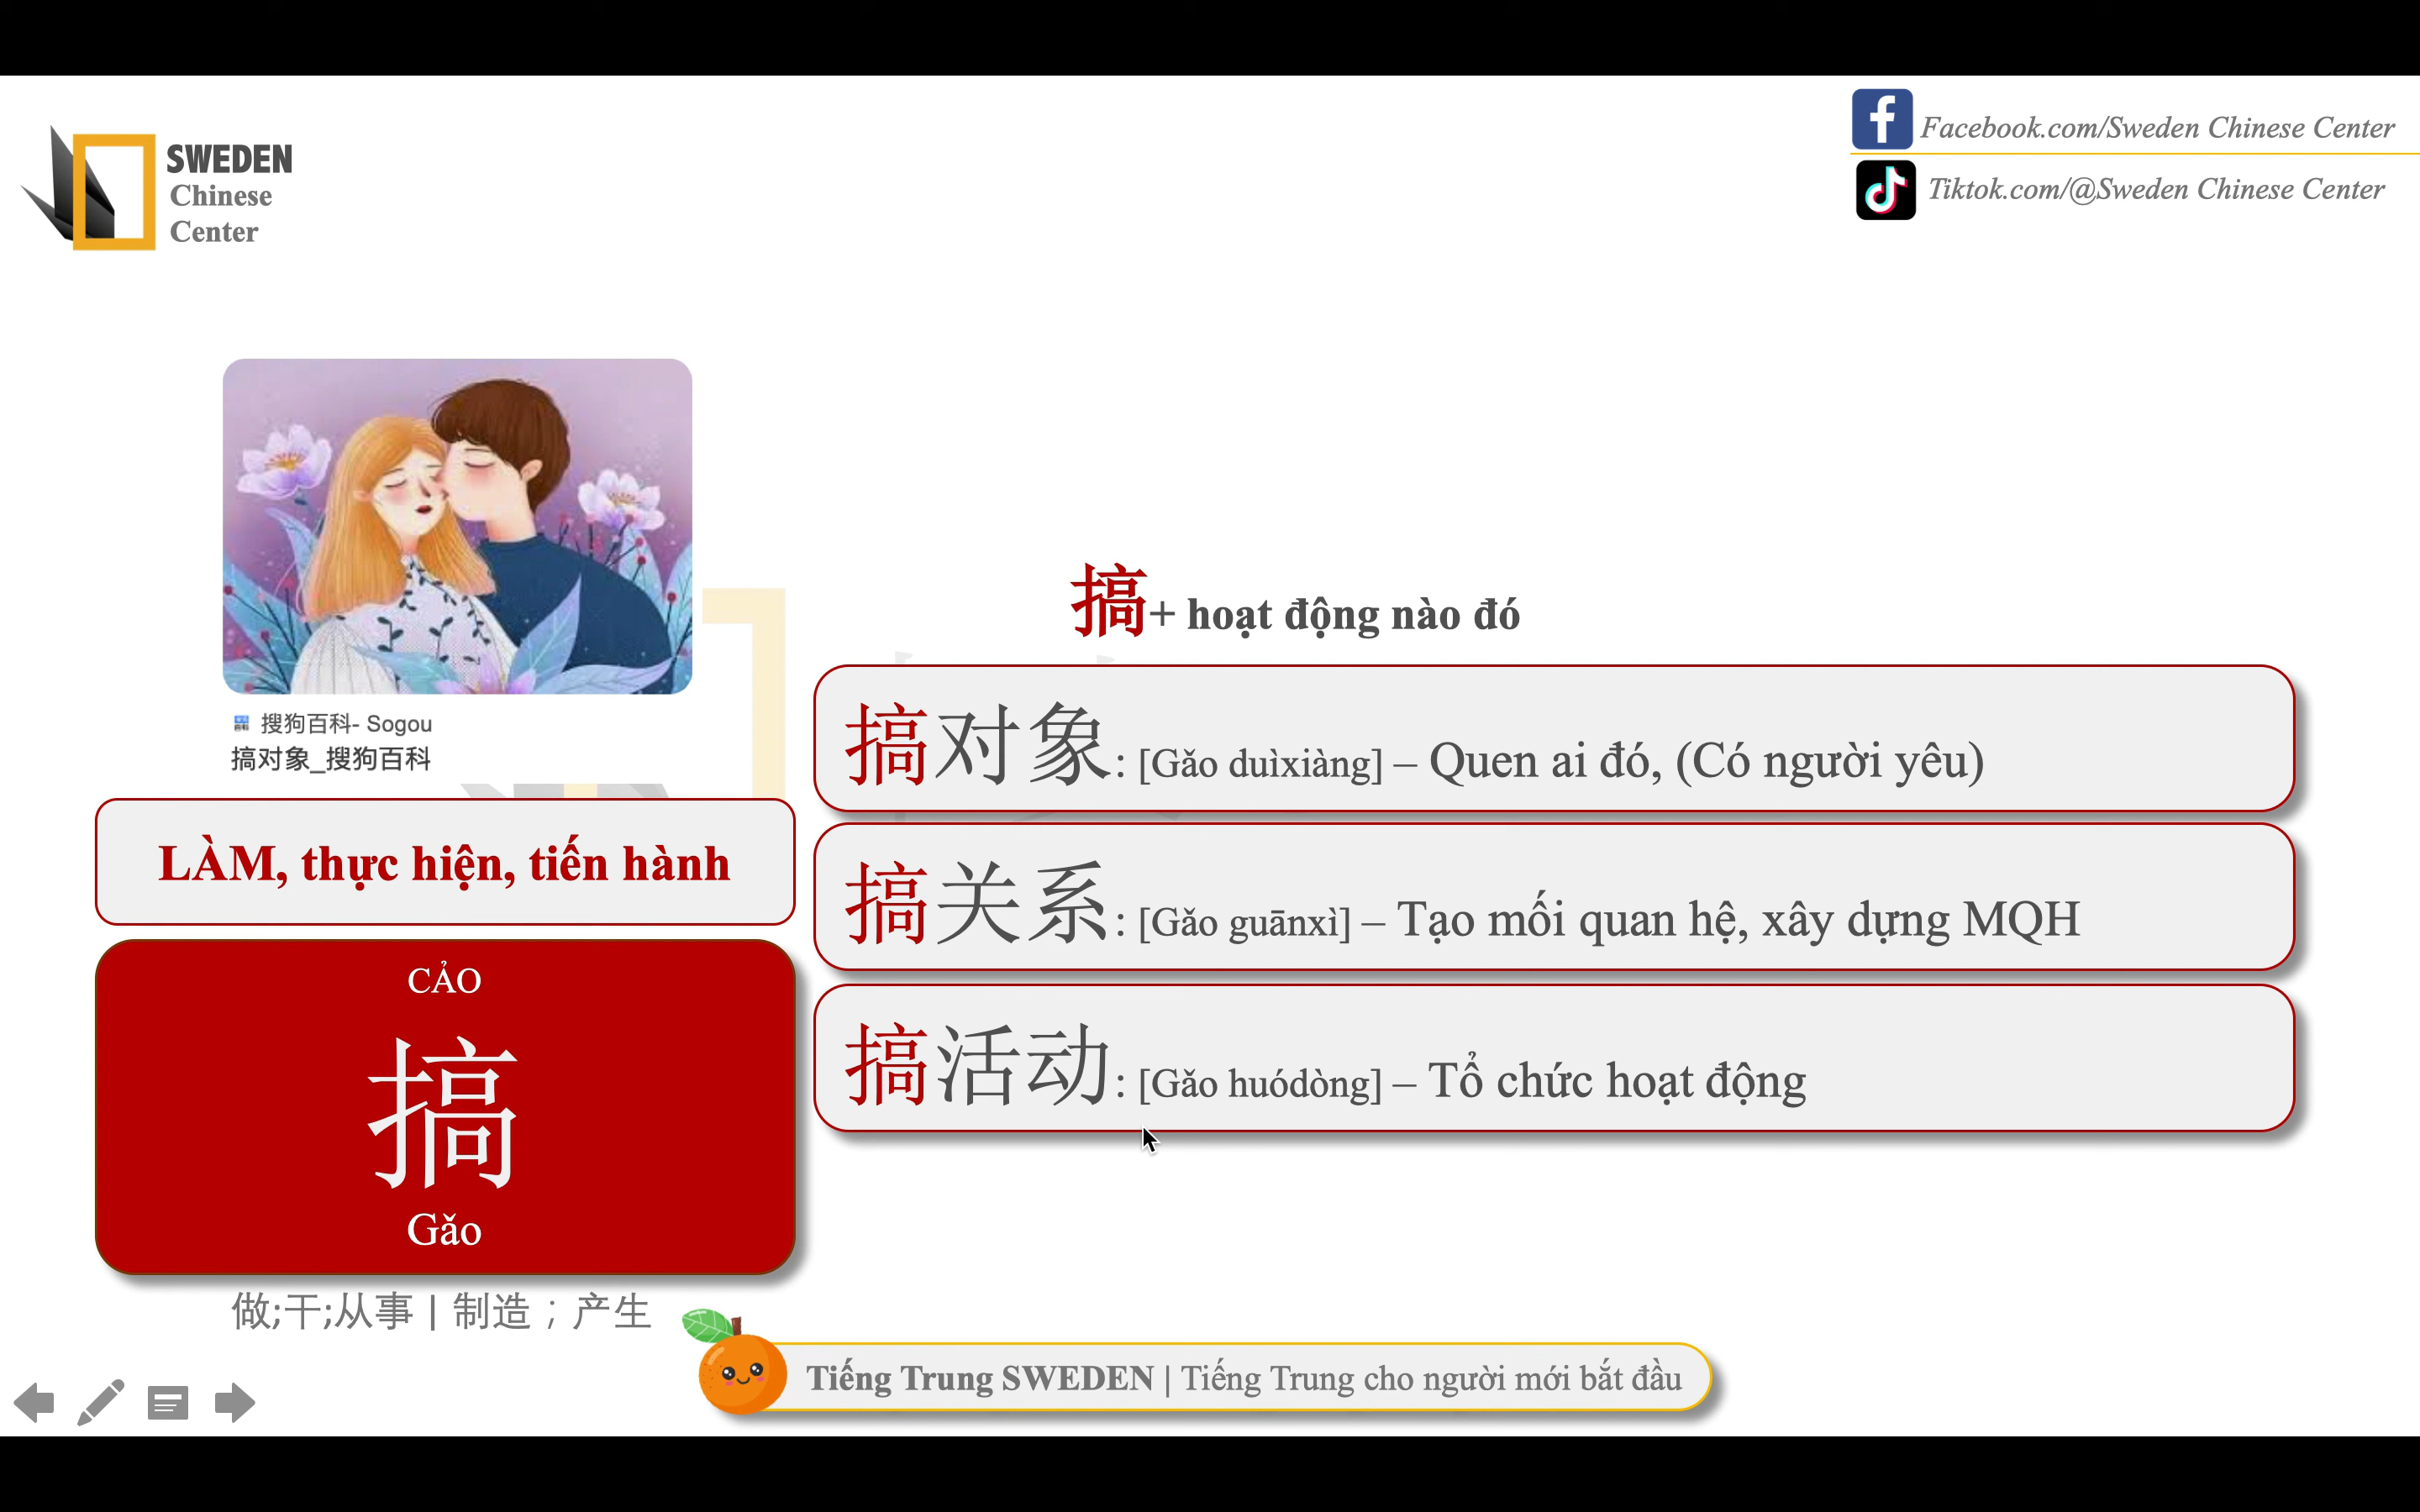 SWEDEN
Chinese
Center
Facebook.com/Sweden Chinese Center
Tiktok.com/@Sweden Chinese Center
搜狗百科- Sogou
搞对象_搜狗百科
LÀM, thực hiện, tiến hành
CẢO
搞
Gǎo
做;干;从事 | 制造；产生
搞+ hoạt động nào đó
搞对象: [Gǎo duìxiàng] – Quen ai đó, (Có người yêu)
搞关系: [Gǎo guānxì] – Tạo mối quan hệ, xây dựng MQH
搞活动: [Gǎo huódòng] – Tổ chức hoạt động
Tiếng Trung SWEDEN | Tiếng Trung cho người mới bắt đầu